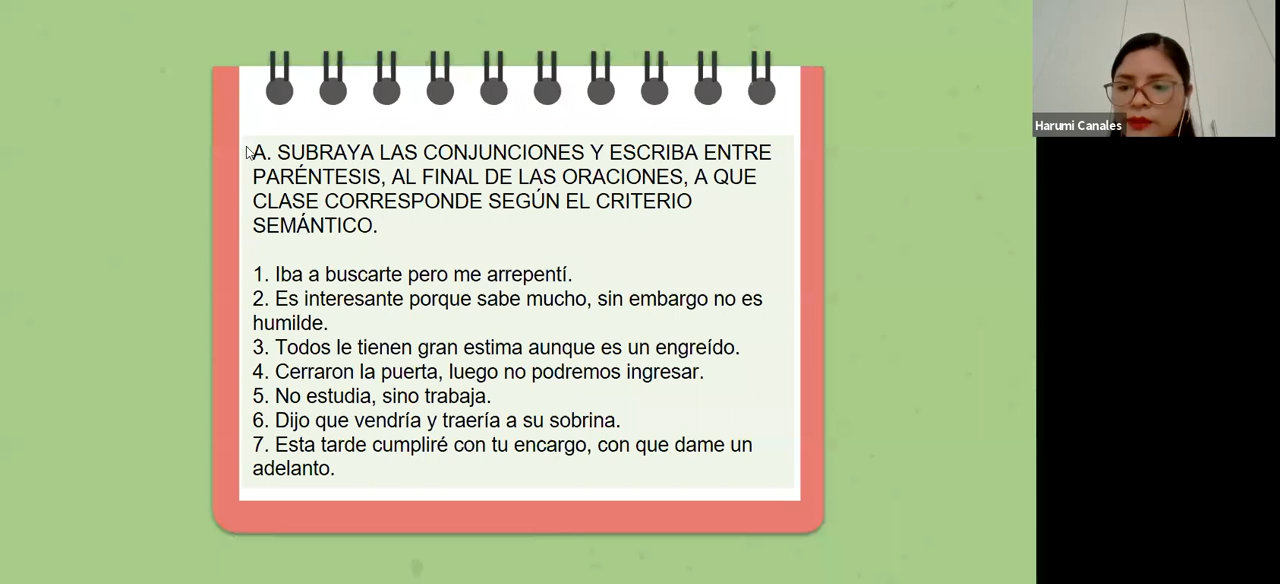 A. SUBRAYA LAS CONJUNCIONES Y ESCRIBA ENTRE
PARÉNTESIS, AL FINAL DE LAS ORACIONES, A QUE
CLASE CORRESPONDE SEGÚN EL CRITERIO
SEMÁNTICO.
1. Iba a buscarte pero me arrepentí.
2. Es interesante porque sabe mucho, sin embargo no es
humilde.
3. Todos le tienen gran estima aunque es un engreído.
4. Cerraron la puerta, luego no podremos ingresar.
5. No estudia, sino trabaja.
6. Dijo que vendría y traería a su sobrina.
7. Esta tarde cumpliré con tu encargo, con que dame un
adelanto.
Harumi Canales